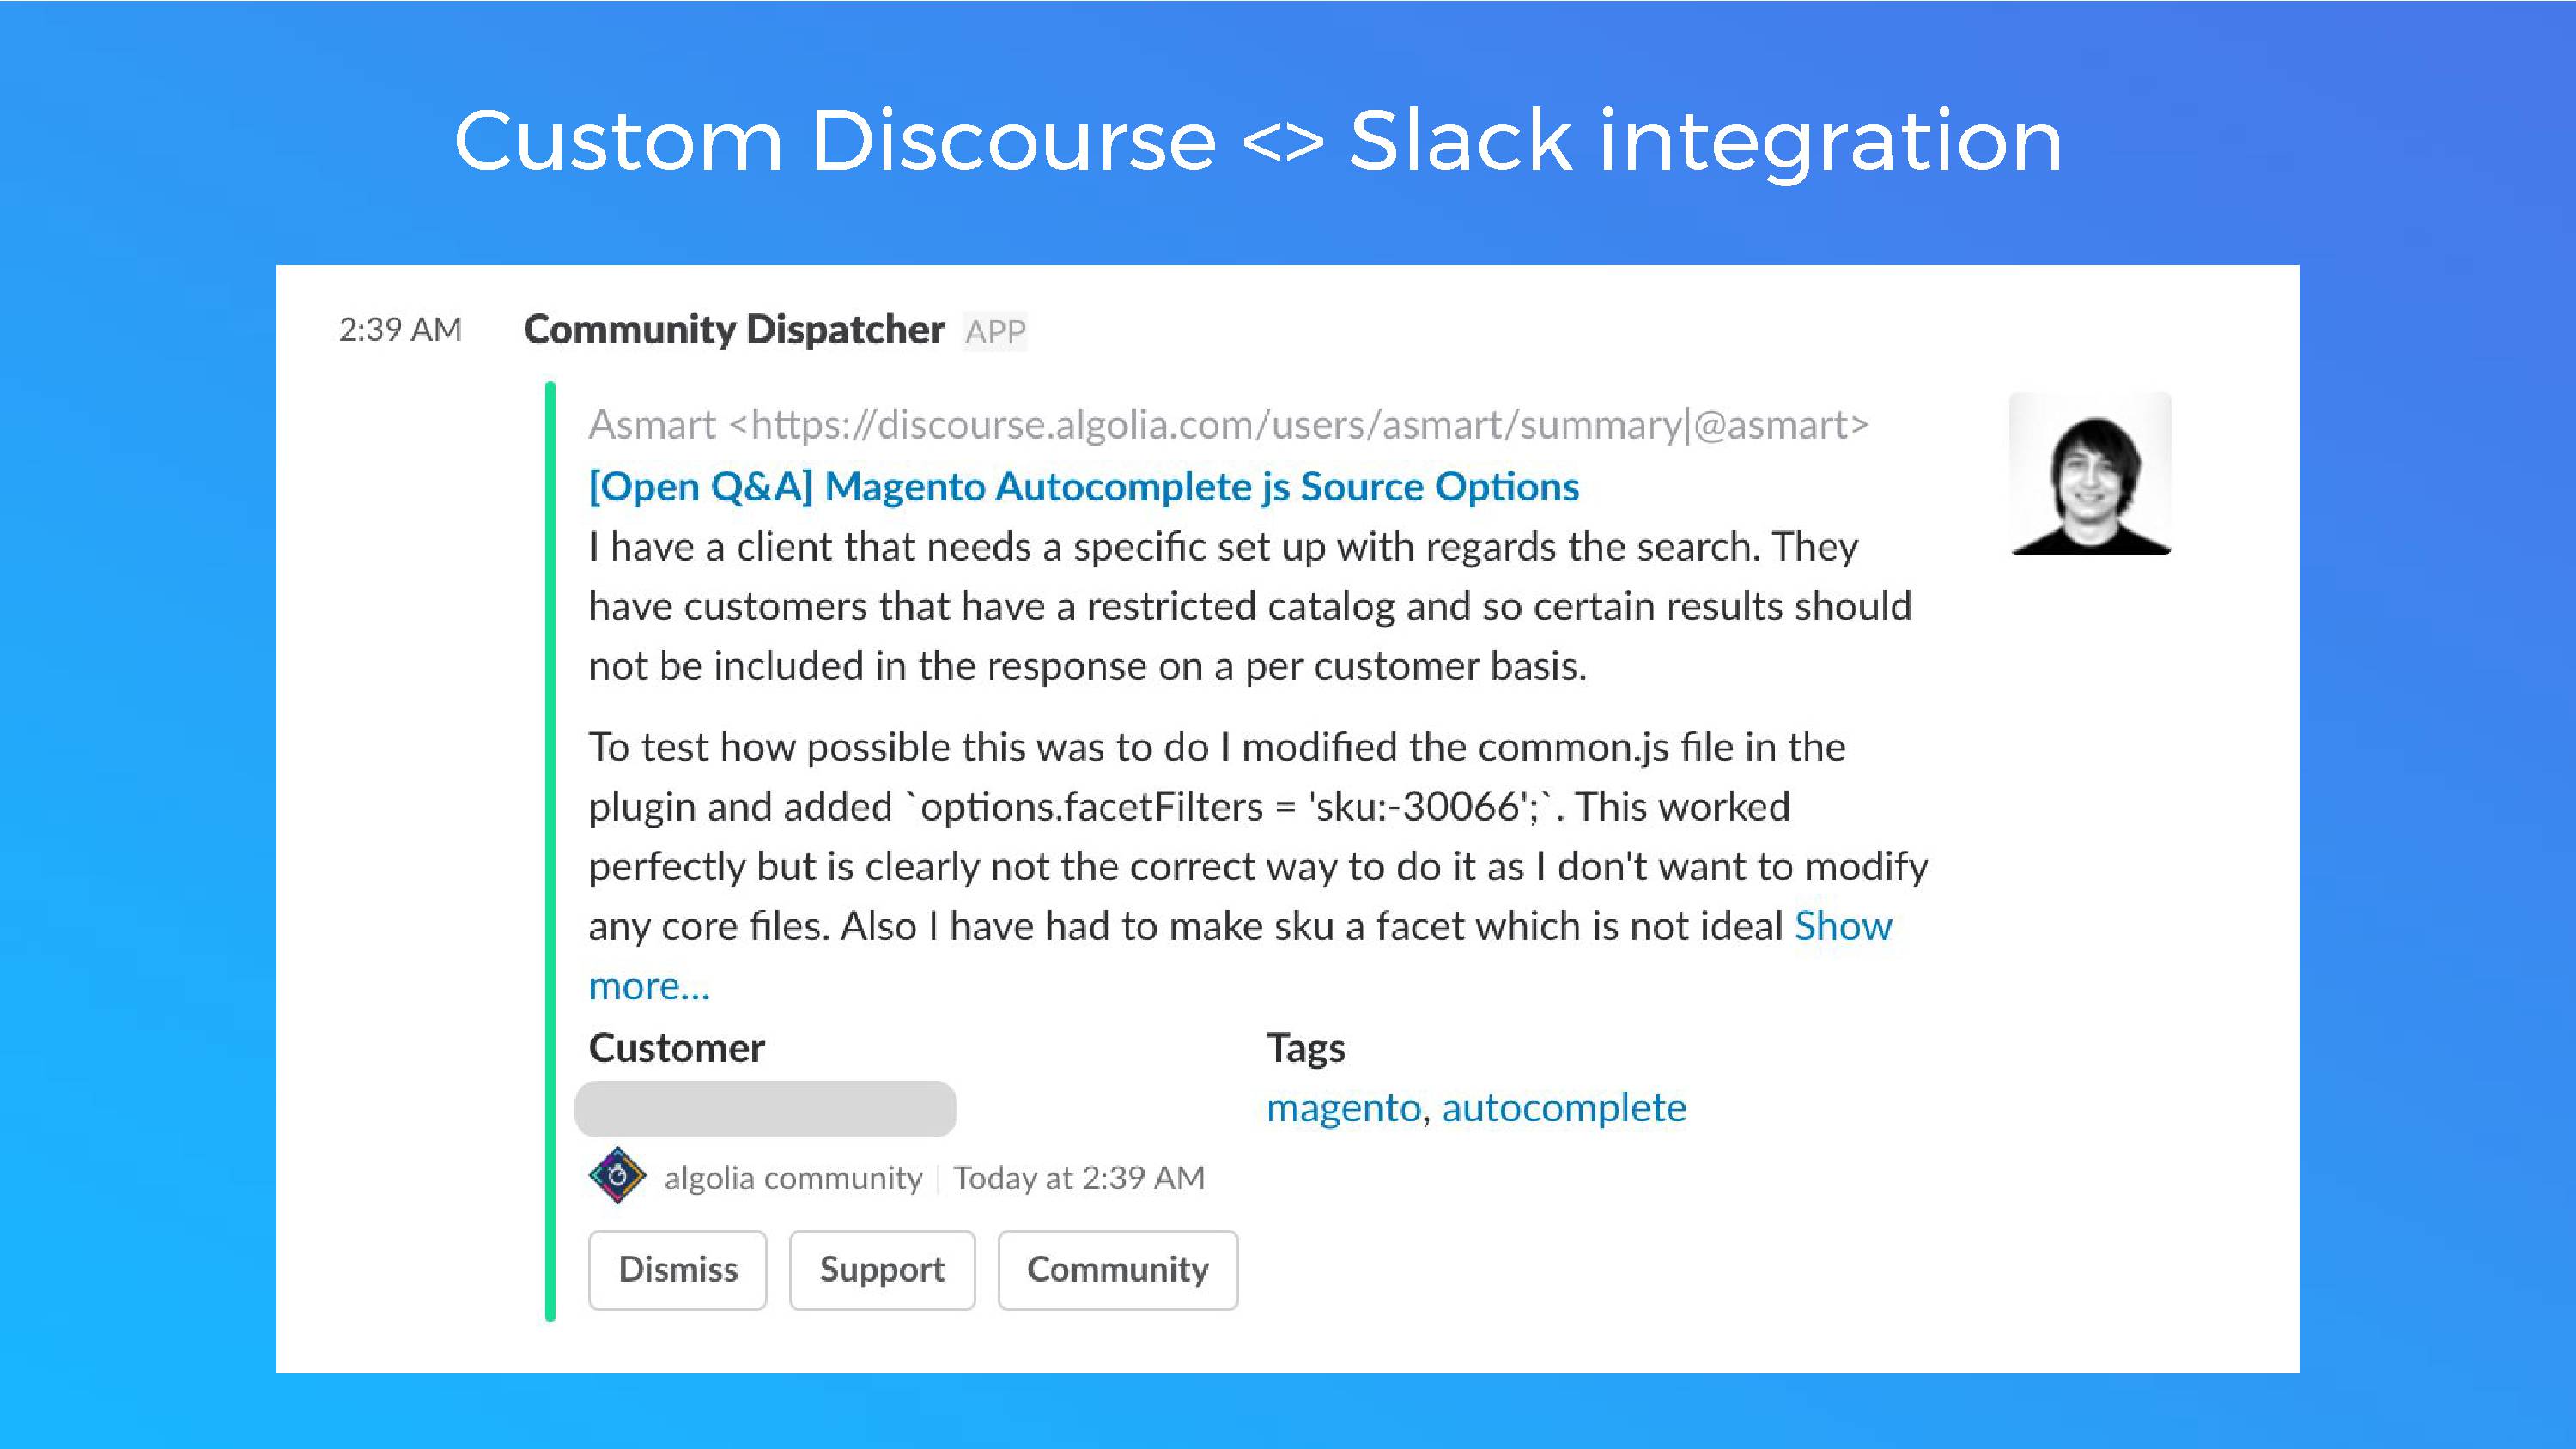 Custom Discourse <> Slack integration
2:39 AM Community Dispatcher APP
Asmart <https://discourse.algolia.com/users/asmart/summary|@asmart>
[Open Q&A] Magento Autocomplete js Source Options
I have a client that needs a specific set up with regards the search. They
have customers that have a restricted catalog and so certain results should
not be included in the response on a per customer basis.
To test how possible this was to do I modified the common.js file in the
plugin and added `options.facetFilters = 'sku:-30066';`. This worked
perfectly but is clearly not the correct way to do it as I don't want to modify
any core files. Also I have had to make sku a facet which is not ideal Show
more...
Customer Tags
magento, autocomplete
algolia community | Today at 2:39 AM
Dismiss Support Community